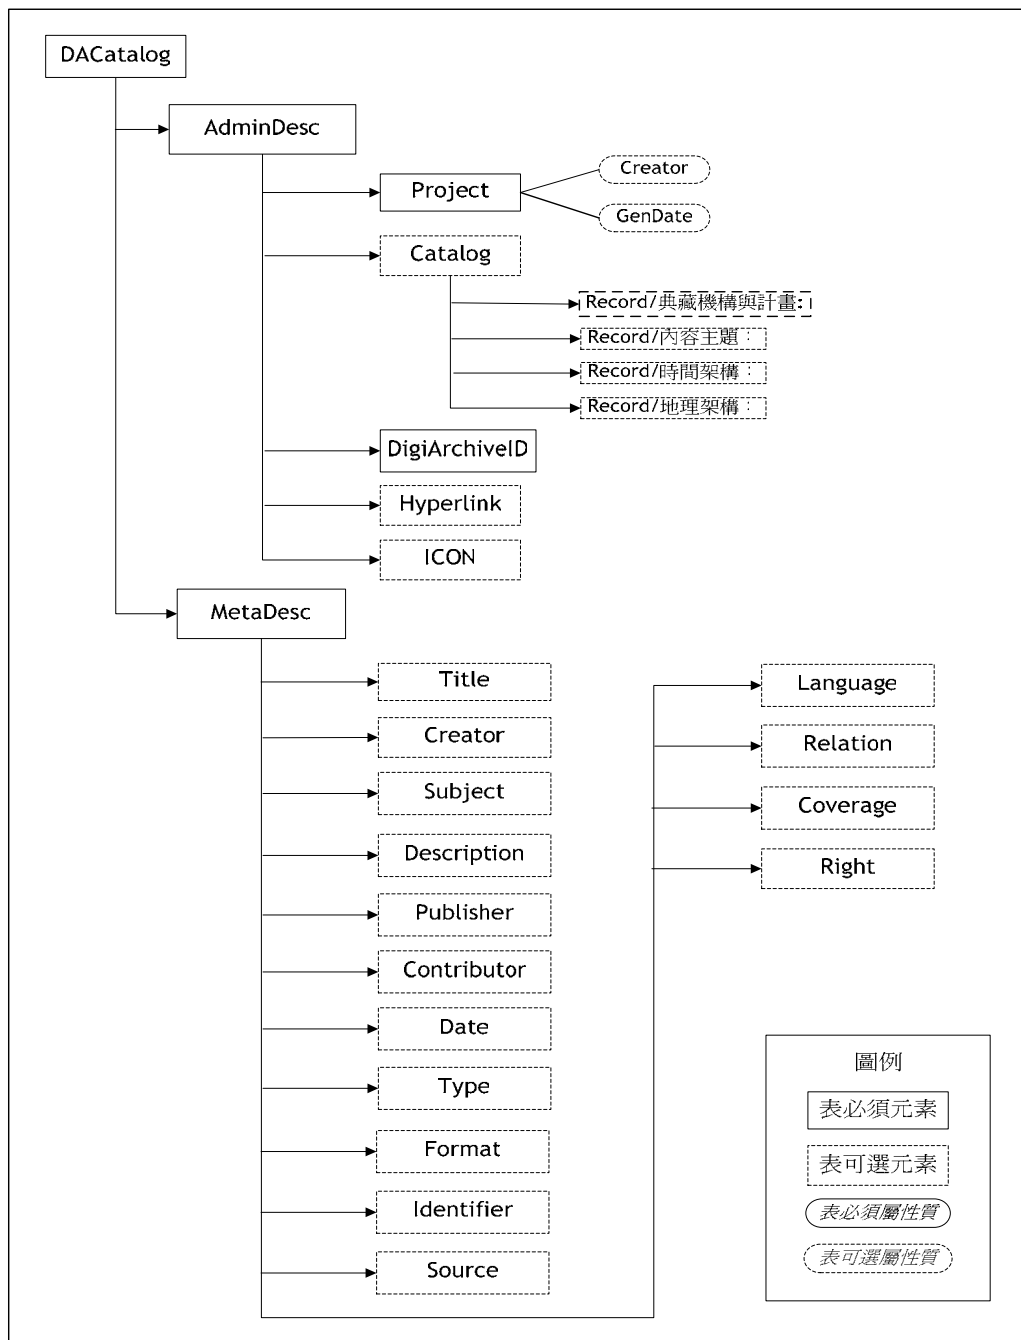 DACatalog
AdminDesc
Project
Creator
GenDate
Catalog
Record/典藏機構與計畫:
Record/內容主題：
Record/時間架構：
Record/地理架構：
DigiArchiveID
Hyperlink
ICON
MetaDesc
Title
Creator
Subject
Description
Publisher
Contributor
Date
Type
Format
Identifier
Source
Language
Relation
Coverage
Right
圖例
表必須元素
表可選元素
表必須屬性質
表可選屬性質